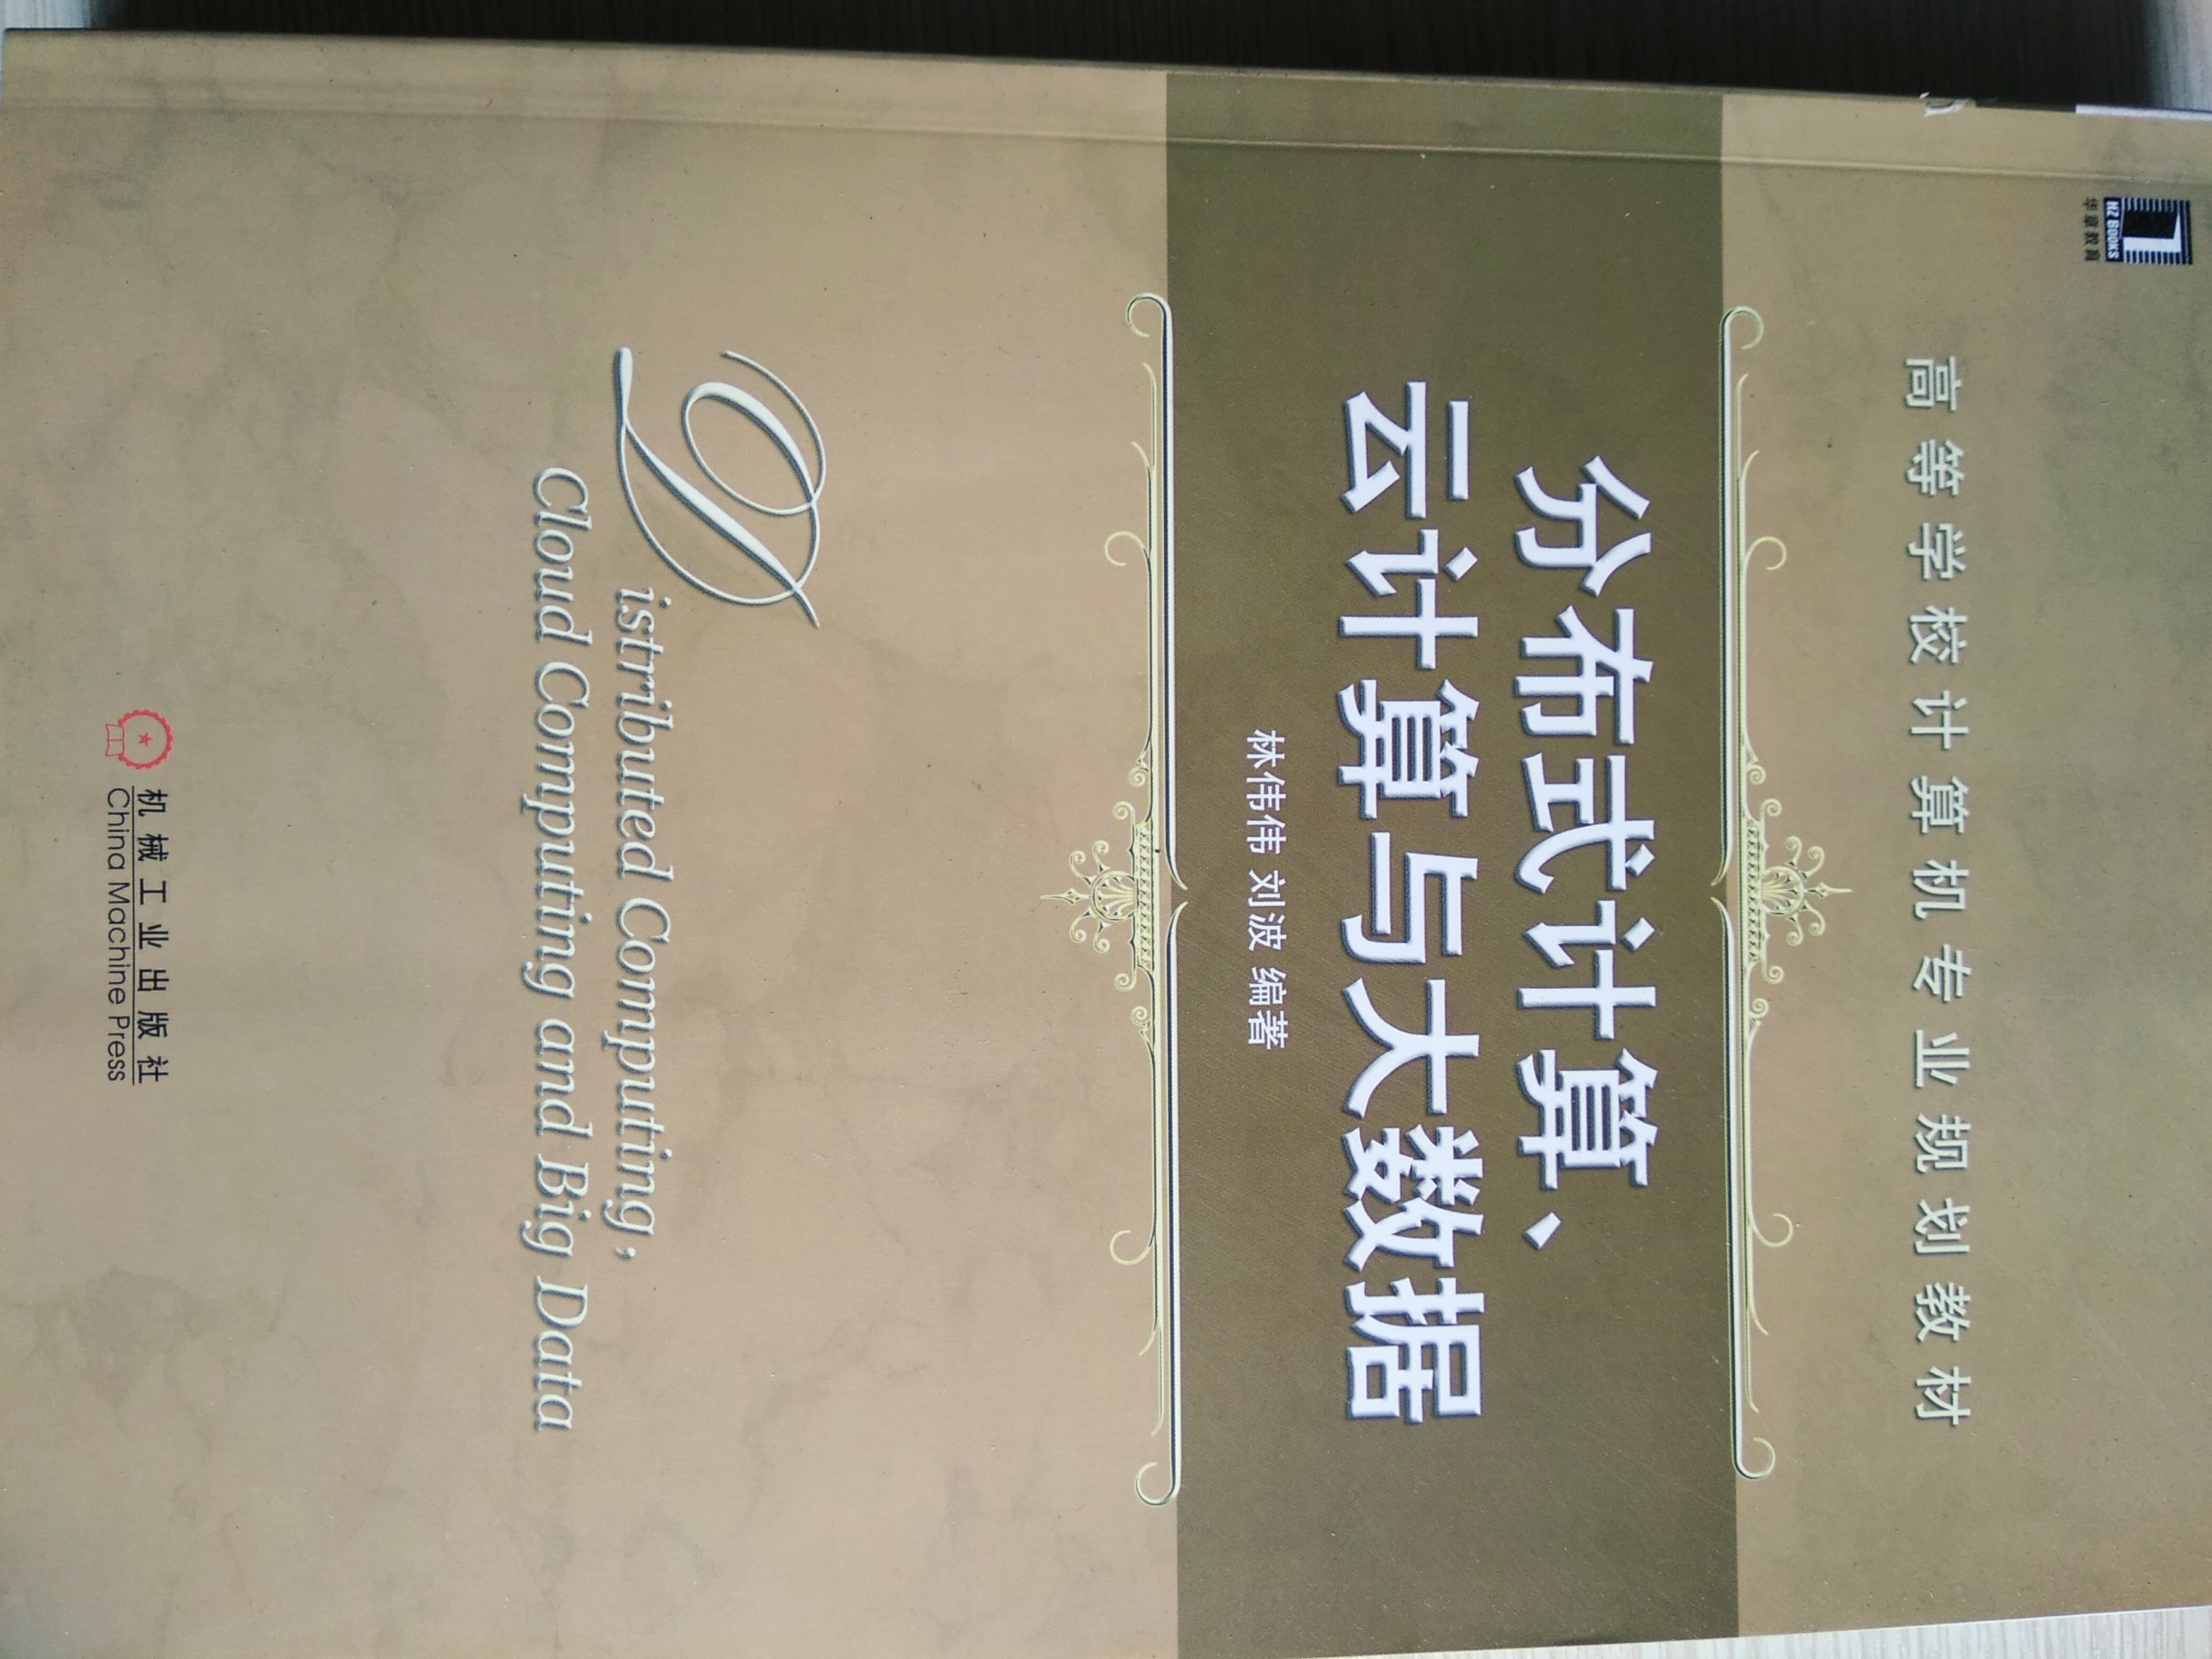 HZ BOOKS
华章教育
高等学校计算机专业规划教材
分布式计算、
云计算与大数据
林伟伟 刘波 编著
Distributed Computing,
Cloud Computing and Big Data
机械工业出版社
China Machine Press